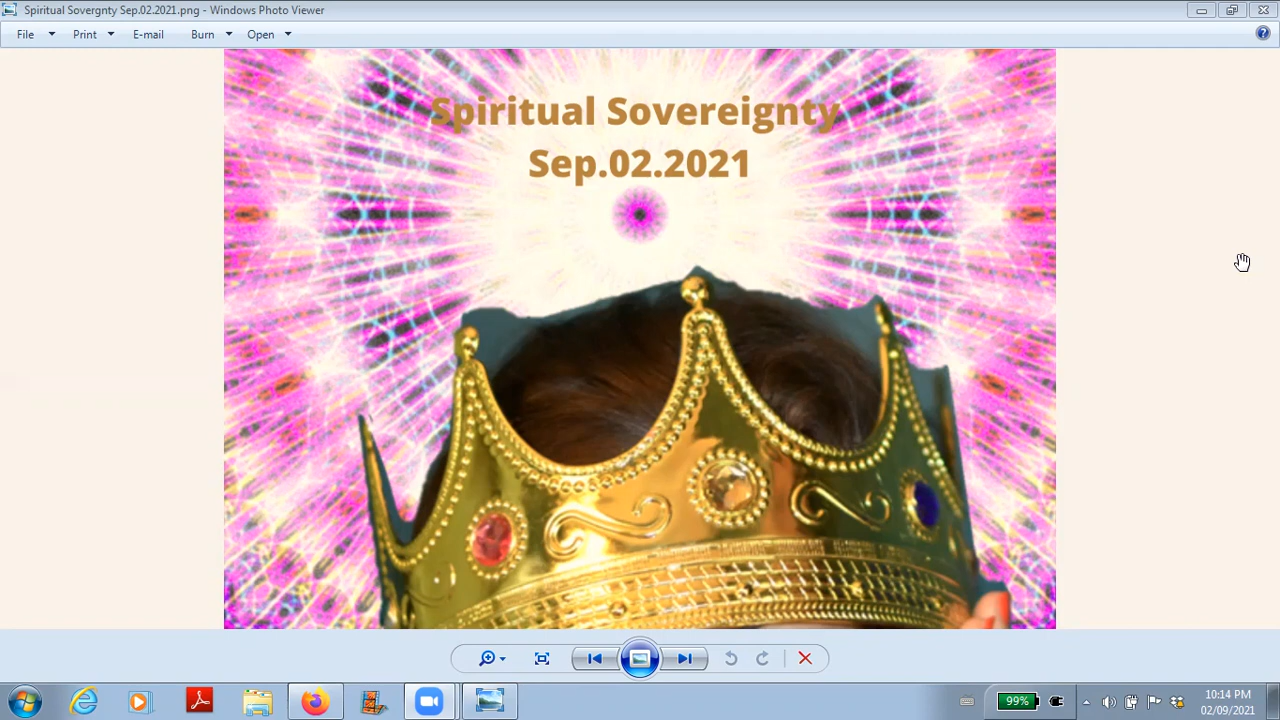 Spiritual Sovergnty Sep.02.2021.png - Windows Photo Viewer
File Print E-mail Burn Open
Spiritual Sovereignty
Sep.02.2021
99%
10:14 PM
02/09/2021